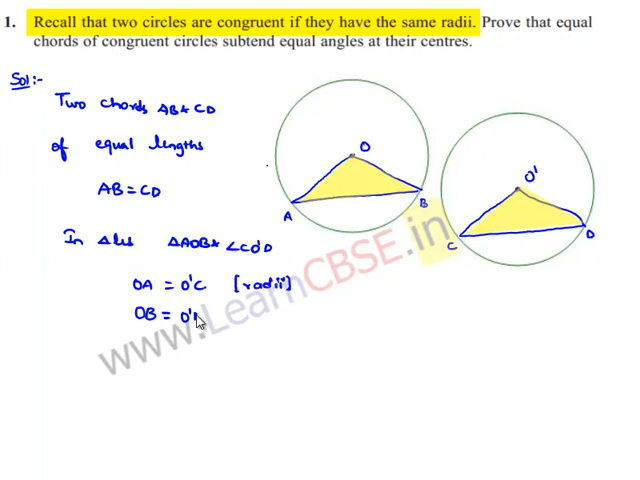 1. Recall that two circles are congruent if they have the same radii. Prove that equal
chords of congruent circles subtend equal angles at their centres.
Sol:-
Two chords AB & CD
of equal lengths
AB = CD
In Δles ΔAOB & ∠CO'D
OA = O'C [radii]
OB = O'
O
A
B
O'
C
D
www.LearnCBSE.in